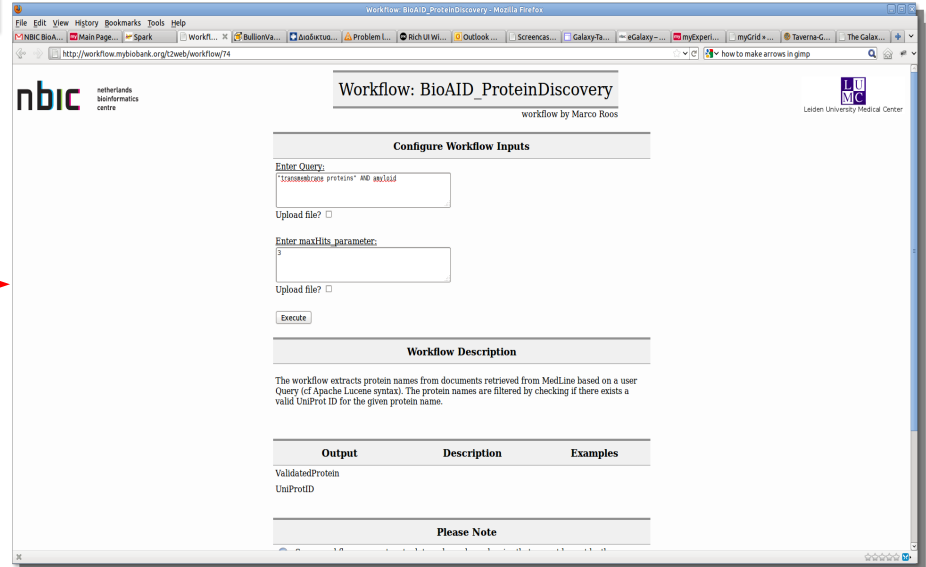 Workflow: BioAID_ProteinDiscovery - Mozilla Firefox
File Edit View History Bookmarks Tools Help
NBIC BioA... Main Page... Spark Workfl... BullionVa... Διαδικτυο... Problem l... Rich UI Wi... Outlook ... Screencas... Galaxy-Ta... eGalaxy – ... myExperi... myGrid » ... Taverna-G... The Galax...
http://workflow.mybiobank.org/t2web/workflow/74 how to make arrows in gimp
nbic
netherlands
bioinformatics
centre
Workflow: BioAID_ProteinDiscovery
workflow by Marco Roos
LU
MC
Leiden University Medical Center
Configure Workflow Inputs
Enter Query:
"transmembrane proteins" AND amyloid
Upload file?
Enter maxHits_parameter:
3
Upload file?
Execute
Workflow Description
The workflow extracts protein names from documents retrieved from MedLine based on a user
Query (cf Apache Lucene syntax). The protein names are filtered by checking if there exists a
valid UniProt ID for the given protein name.
Output Description Examples
ValidatedProtein
UniProtID
Please Note